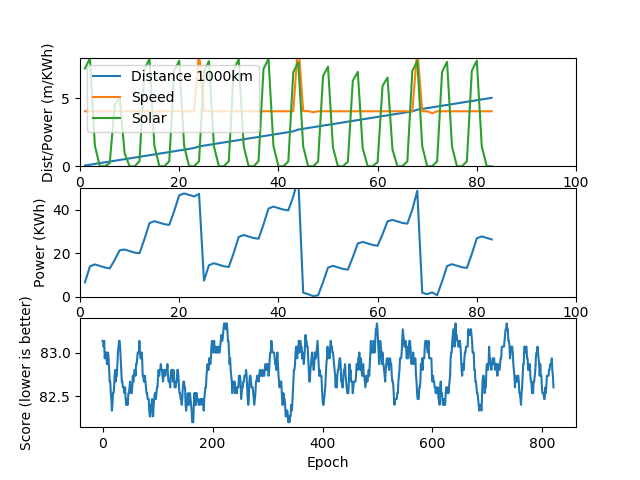 Dist/Power (m/KWh)
5
0
Distance 1000km
Speed
Solar
0 20 40 60 80 100
Power (KWh)
40
20
0
0 20 40 60 80 100
Score (lower is better)
83.0
82.5
0 200 400 600 800
Epoch